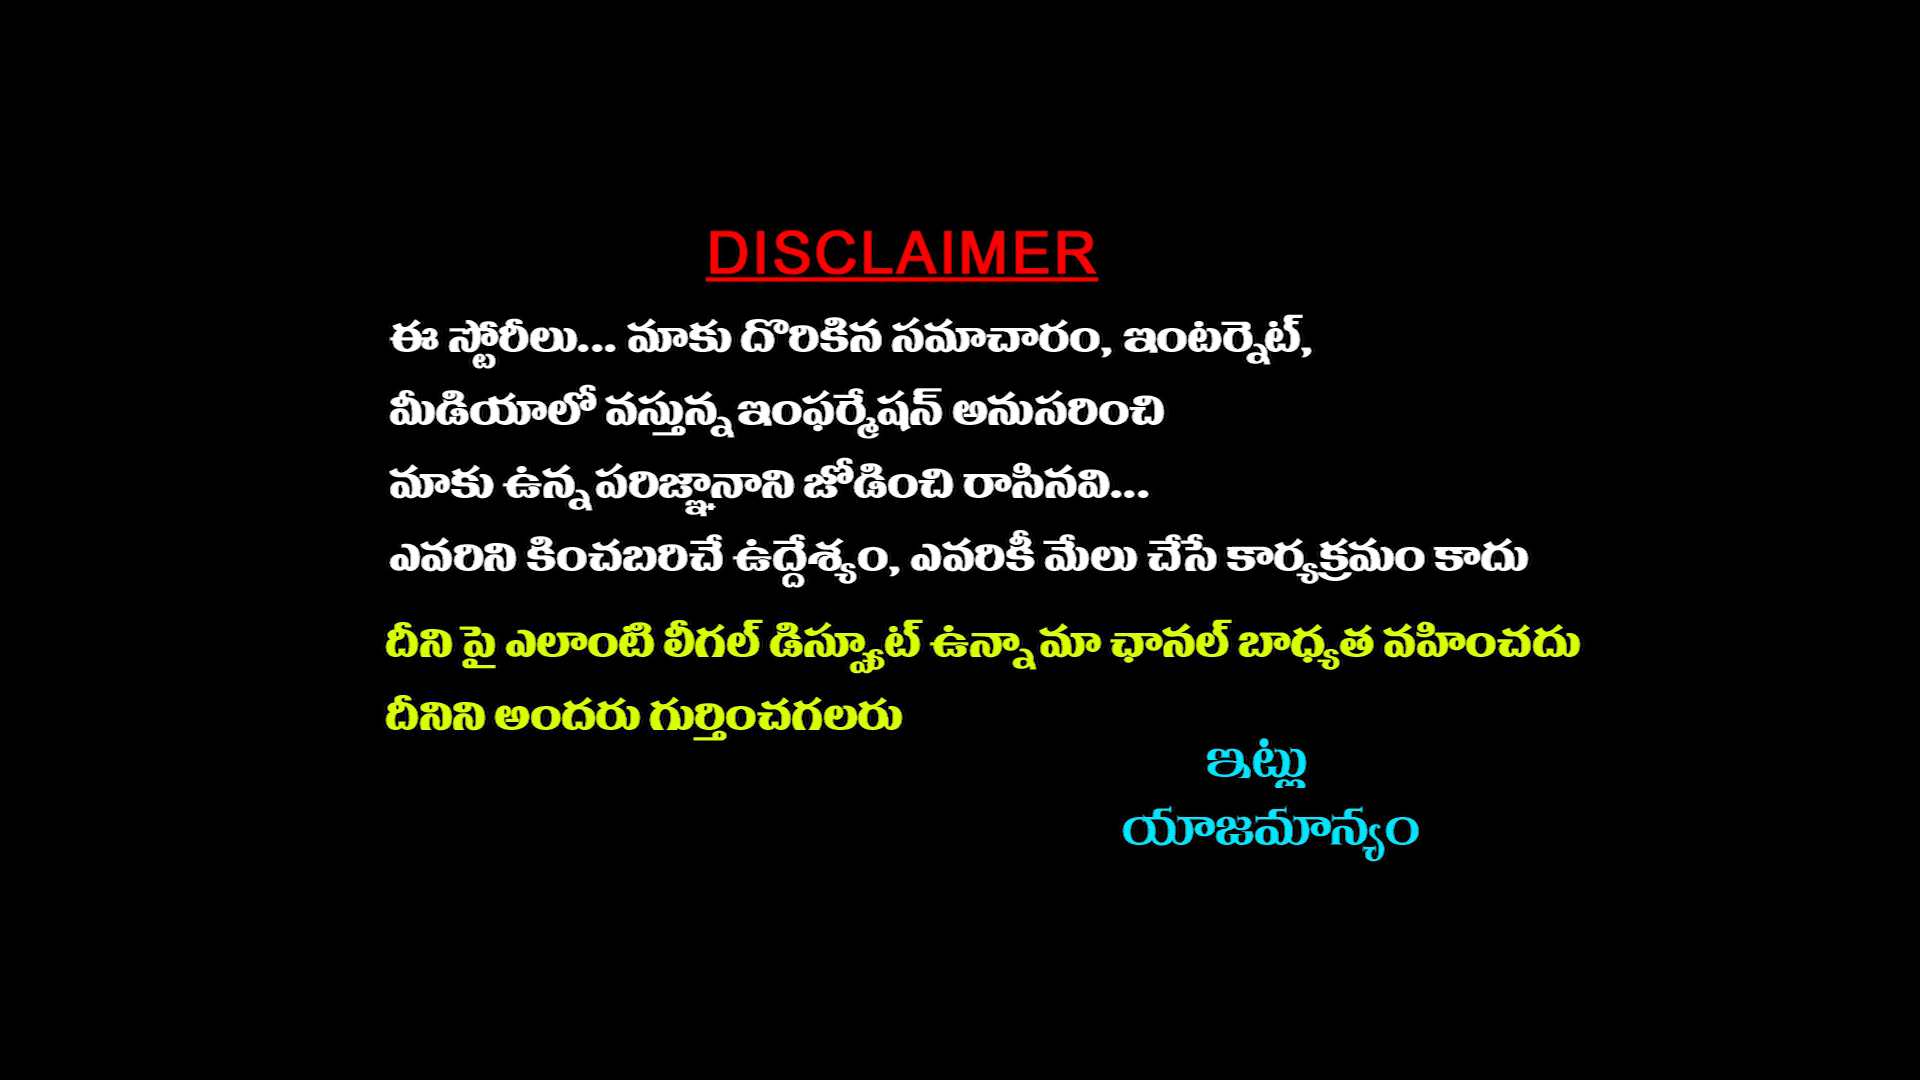 DISCLAIMER
ఈ స్టోరీలు... మాకు దొరికిన సమాచారం, ఇంటర్నెట్,
మీడియాలో వస్తున్న ఇంఫర్మేషన్ అనుసరించి
మాకు ఉన్న పరిజ్ఞానాని జోడించి రాసినవి...
ఎవరిని కించబరిచే ఉద్దేశ్యం, ఎవరికీ మేలు చేసే కార్యక్రమం కాదు
దీని పై ఎలాంటి లీగల్ డిస్ప్యూట్ ఉన్నా మా ఛానల్ బాధ్యత వహించదు
దీనిని అందరు గుర్తించగలరు
ఇట్లు
యాజమాన్యం